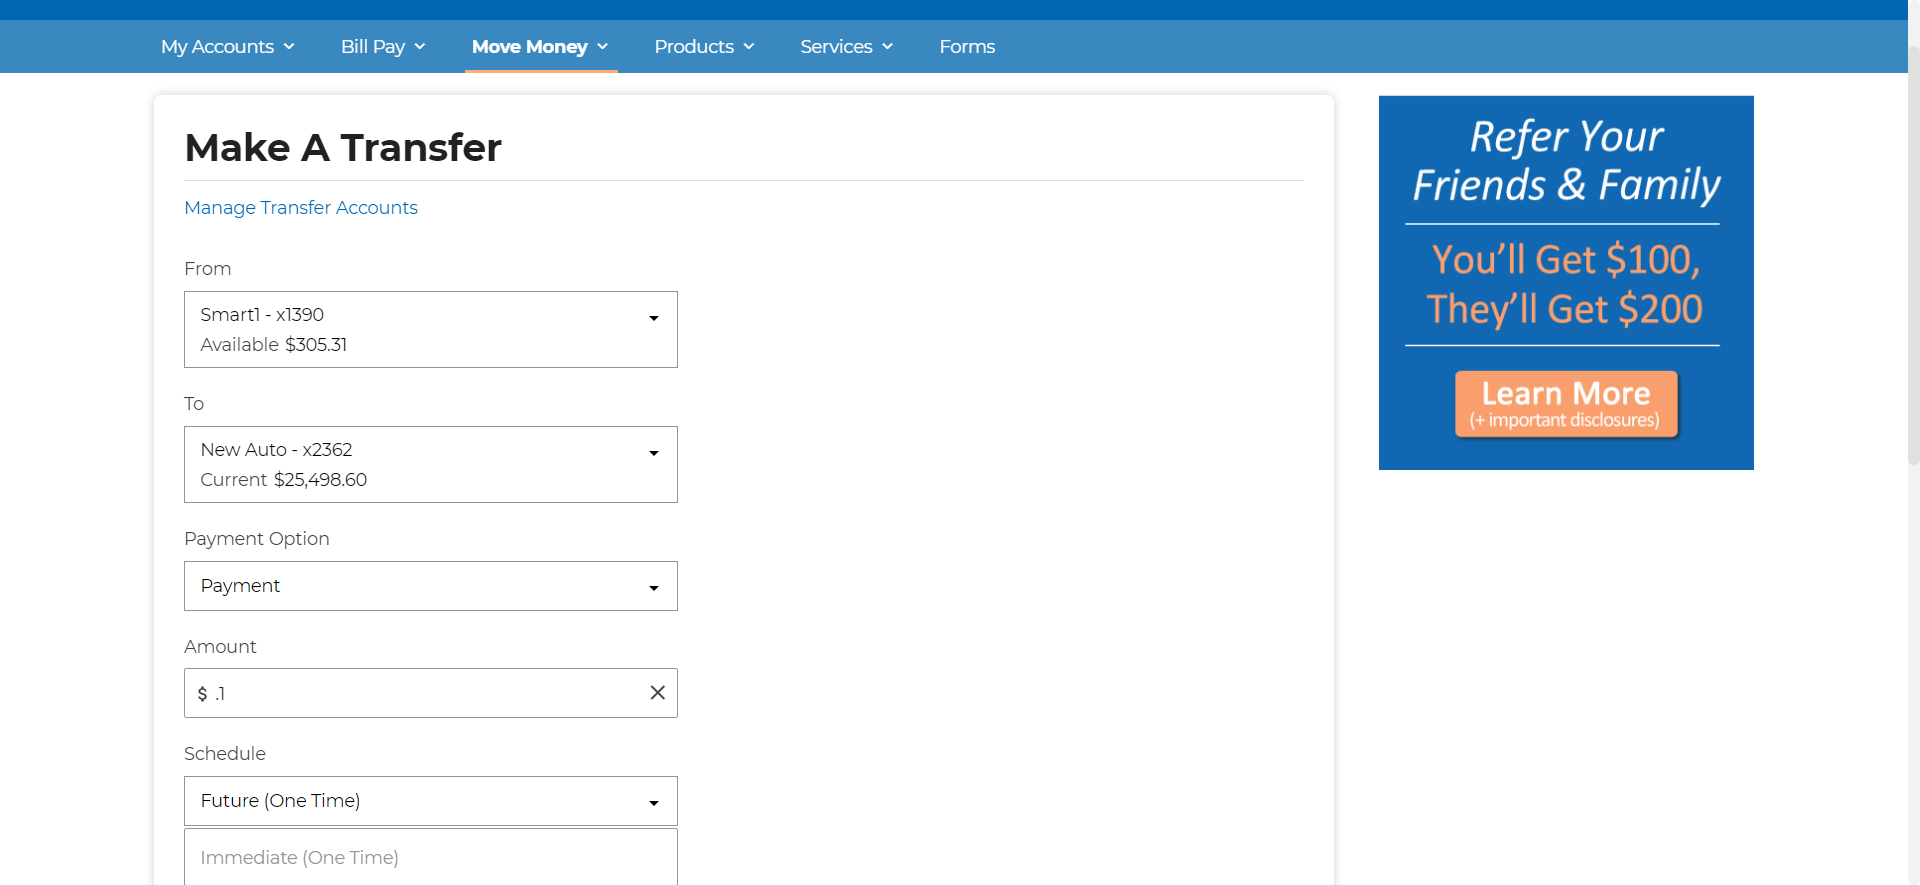 My Accounts
Bill Pay
Move Money
Products
Services
Forms
Make A Transfer
Manage Transfer Accounts
From
Smart1 - x1390
Available $305.31
To
New Auto - x2362
Current $25,498.60
Payment Option
Payment
Amount
$ .1
Schedule
Future (One Time)
Immediate (One Time)
Refer Your
Friends & Family
You'll Get $100,
They'll Get $200
Learn More
(+ important disclosures)